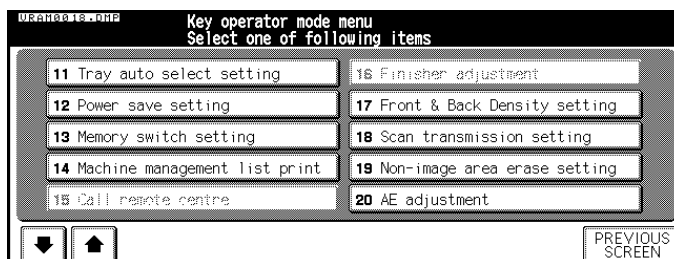 VRAM0018.DMP
Key operator mode menu
Select one of following items
11 Tray auto select setting
12 Power save setting
13 Memory switch setting
14 Machine management list print
15 Call remote centre
16 Finisher adjustment
17 Front & Back Density setting
18 Scan transmission setting
19 Non-image area erase setting
20 AE adjustment
PREVIOUS
SCREEN